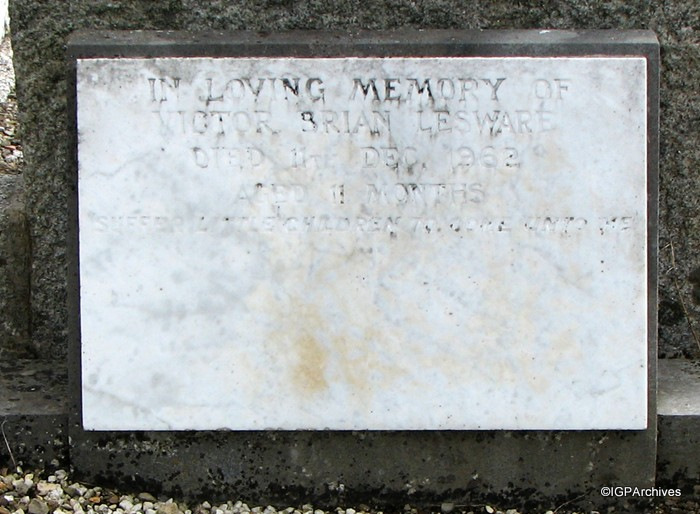 IN LOVING MEMORY OF
VICTOR BRIAN LESWARE
DIED 11TH DEC. 1962
AGED 11 MONTHS
SUFFER LITTLE CHILDREN TO COME UNTO ME
©IGPArchives